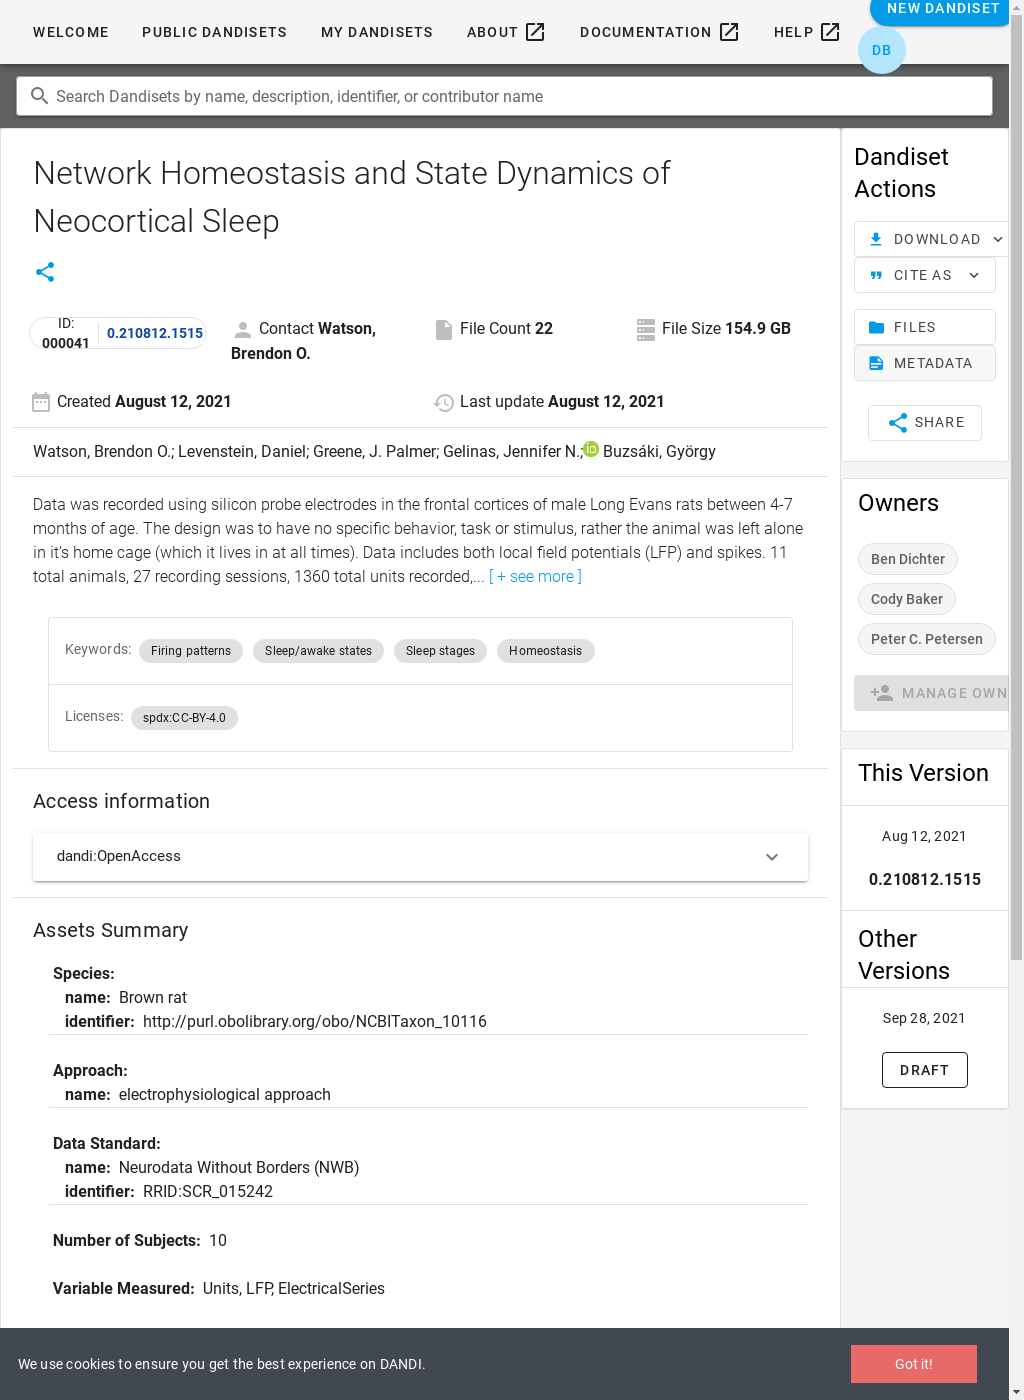 WELCOME PUBLIC DANDISETS MY DANDISETS ABOUT DOCUMENTATION HELP NEW DANDISET
DB
Search Dandisets by name, description, identifier, or contributor name
Network Homeostasis and State Dynamics of
Neocortical Sleep
ID:
000041
0.210812.1515
Contact Watson,
Brendon O.
File Count 22
File Size 154.9 GB
Created August 12, 2021
Last update August 12, 2021
Watson, Brendon O.; Levenstein, Daniel; Greene, J. Palmer; Gelinas, Jennifer N.; iD Buzsáki, György
Data was recorded using silicon probe electrodes in the frontal cortices of male Long Evans rats between 4-7
months of age. The design was to have no specific behavior, task or stimulus, rather the animal was left alone
in it’s home cage (which it lives in at all times). Data includes both local field potentials (LFP) and spikes. 11
total animals, 27 recording sessions, 1360 total units recorded,... [ + see more ]
Keywords: Firing patterns Sleep/awake states Sleep stages Homeostasis
Licenses: spdx:CC-BY-4.0
Access information
dandi:OpenAccess
Assets Summary
Species:
name: Brown rat
identifier: http://purl.obolibrary.org/obo/NCBITaxon_10116
Approach:
name: electrophysiological approach
Data Standard:
name: Neurodata Without Borders (NWB)
identifier: RRID:SCR_015242
Number of Subjects: 10
Variable Measured: Units, LFP, ElectricalSeries
Dandiset
Actions
DOWNLOAD
CITE AS
FILES
METADATA
SHARE
Owners
Ben Dichter
Cody Baker
Peter C. Petersen
MANAGE OWN
This Version
Aug 12, 2021
0.210812.1515
Other
Versions
Sep 28, 2021
DRAFT
We use cookies to ensure you get the best experience on DANDI.
Got it!